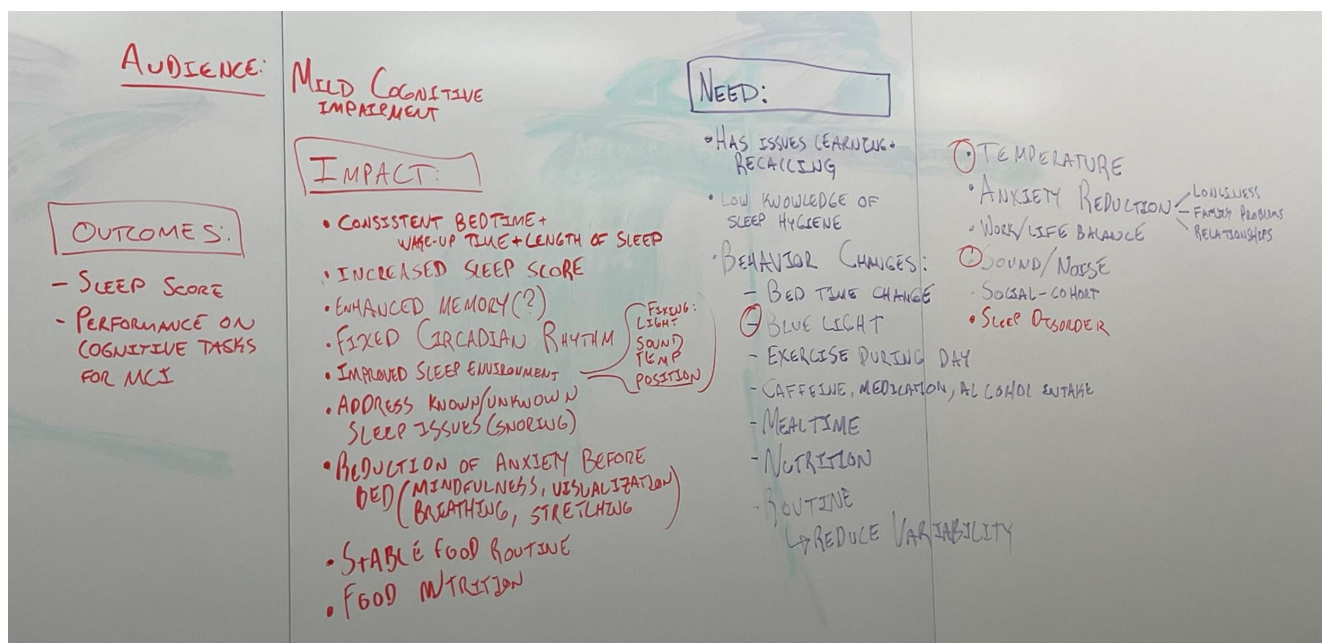 AUDIENCE:
MILD COGNITIVE
IMPAIRMENT
OUTCOMES:
- SLEEP SCORE
- PERFORMANCE ON
COGNITIVE TASKS
FOR MCI
IMPACT:
• CONSISTENT BEDTIME +
WAKE-UP TIME + LENGTH OF SLEEP
• INCREASED SLEEP SCORE
• ENHANCED MEMORY(?)
• FIXED CIRCADIAN RHYTHM
• IMPROVED SLEEP ENVIRONMENT
FIXING:
LIGHT
SOUND
TEMP
POSITION
• ADDRESS KNOWN/UNKNOWN
SLEEP ISSUES (SNORING)
• REDUCTION OF ANXIETY BEFORE
BED (MINDFULNESS, VISUALIZATION
BREATHING, STRETCHING)
• STABLE FOOD ROUTINE
• FOOD NUTRITION
NEED:
• HAS ISSUES LEARNING +
RECALLING
• LOW KNOWLEDGE OF
SLEEP HYGIENE
• BEHAVIOR CHANGES:
- BED TIME CHANGE
- BLUE LIGHT
- EXERCISE DURING DAY
- CAFFEINE, MEDICATION, ALCOHOL INTAKE
- MEALTIME
- NUTRITION
- ROUTINE
↳ REDUCE VARIABILITY
• TEMPERATURE
• ANXIETY REDUCTION
LONLINESS
FAMILY PROBLEMS
RELATIONSHIPS
• WORK/LIFE BALANCE
• SOUND/NOISE
• SOCIAL-COHORT
• SLEEP DISORDER